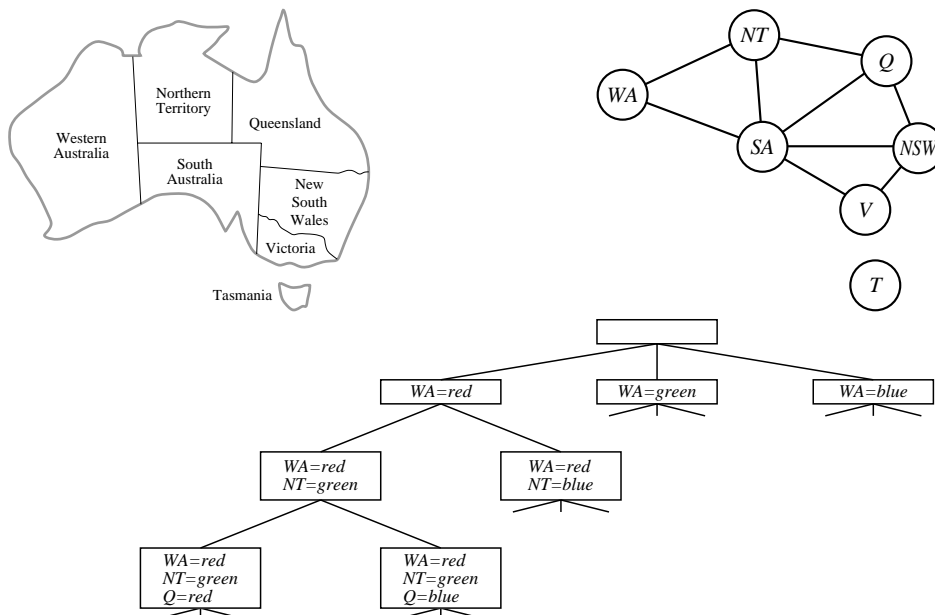 Northern
Territory
Western
Australia
Queensland
South
Australia
New
South
Wales
Victoria
Tasmania
NT
Q
WA
SA
NSW
V
T
WA=red
WA=green
WA=blue
WA=red
NT=green
WA=red
NT=blue
WA=red
NT=green
Q=red
WA=red
NT=green
Q=blue